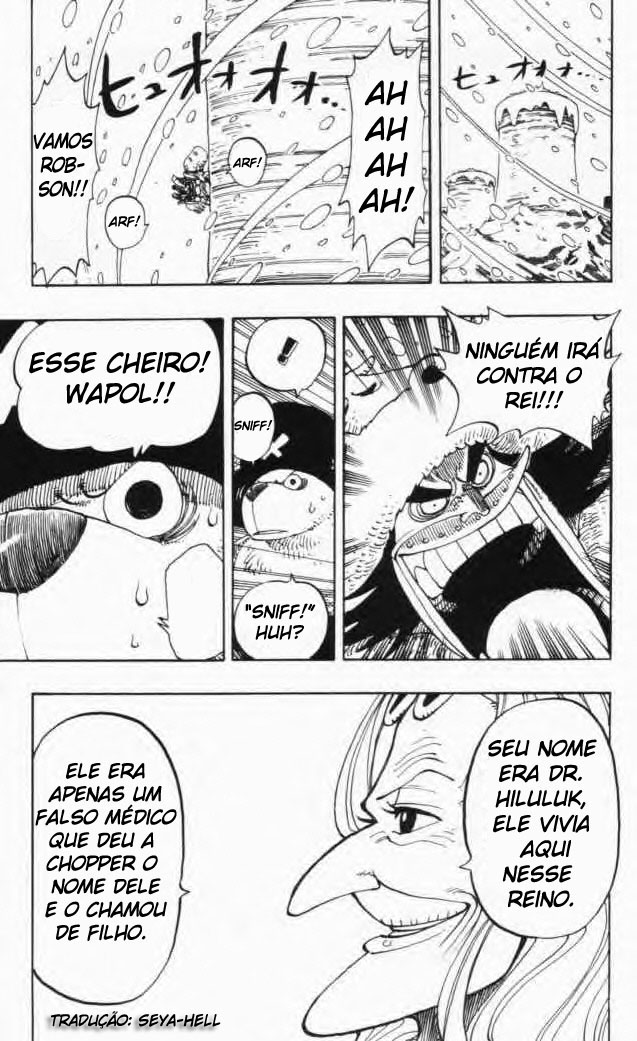 ヒュオオオオ...
AH
AH
AH
AH!
ヒュオオオオ...
ARF!
VAMOS
ROB-
SON!!
ARF!
NINGUÉM IRÁ
CONTRA O
REI!!!
!
SNIFF!
"SNIFF!"
HUH?
ESSE CHEIRO!
WAPOL!!
SEU NOME
ERA DR.
HILULUK,
ELE VIVIA
AQUI
NESSE
REINO.
ELE ERA
APENAS UM
FALSO MÉDICO
QUE DEU A
CHOPPER O
NOME DELE
E O CHAMOU
DE FILHO.
TRADUÇÃO: SEYA-HELL